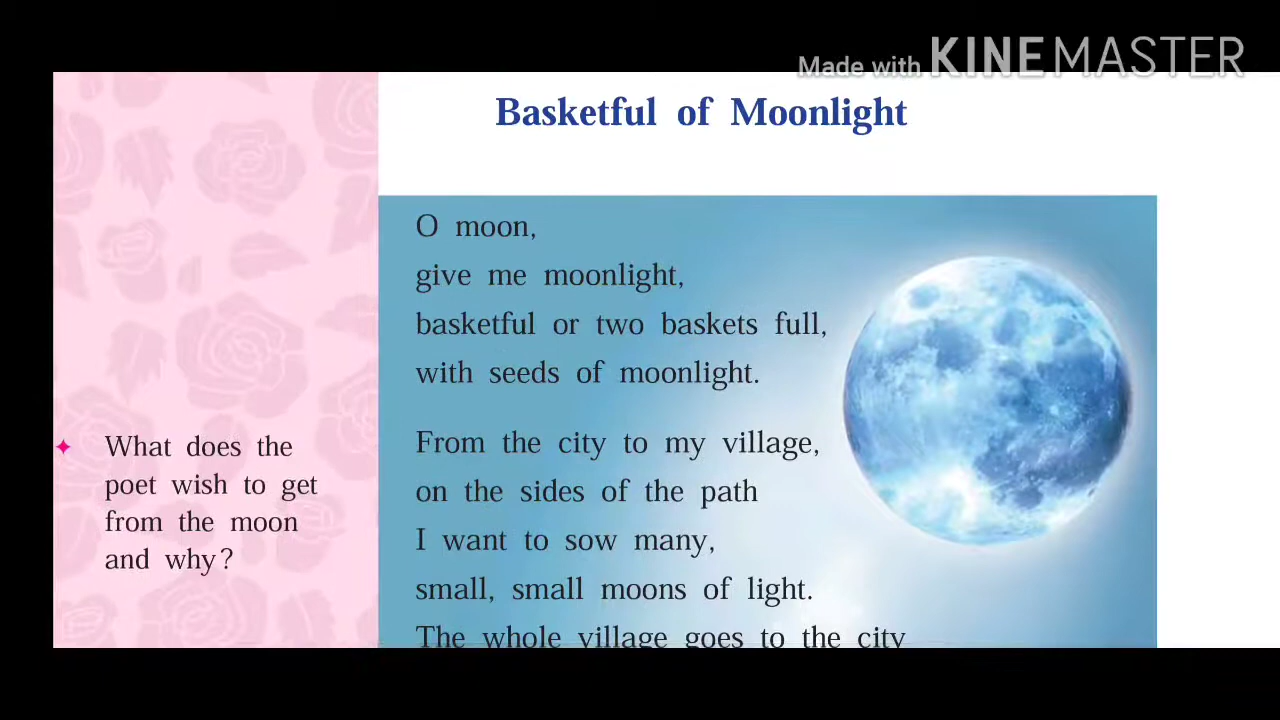 Made with KINEMASTER
Basketful of Moonlight
O moon,
give me moonlight,
basketful or two baskets full,
with seeds of moonlight.
From the city to my village,
on the sides of the path
I want to sow many,
small, small moons of light.
The whole village goes to the city
✦ What does the
poet wish to get
from the moon
and why?